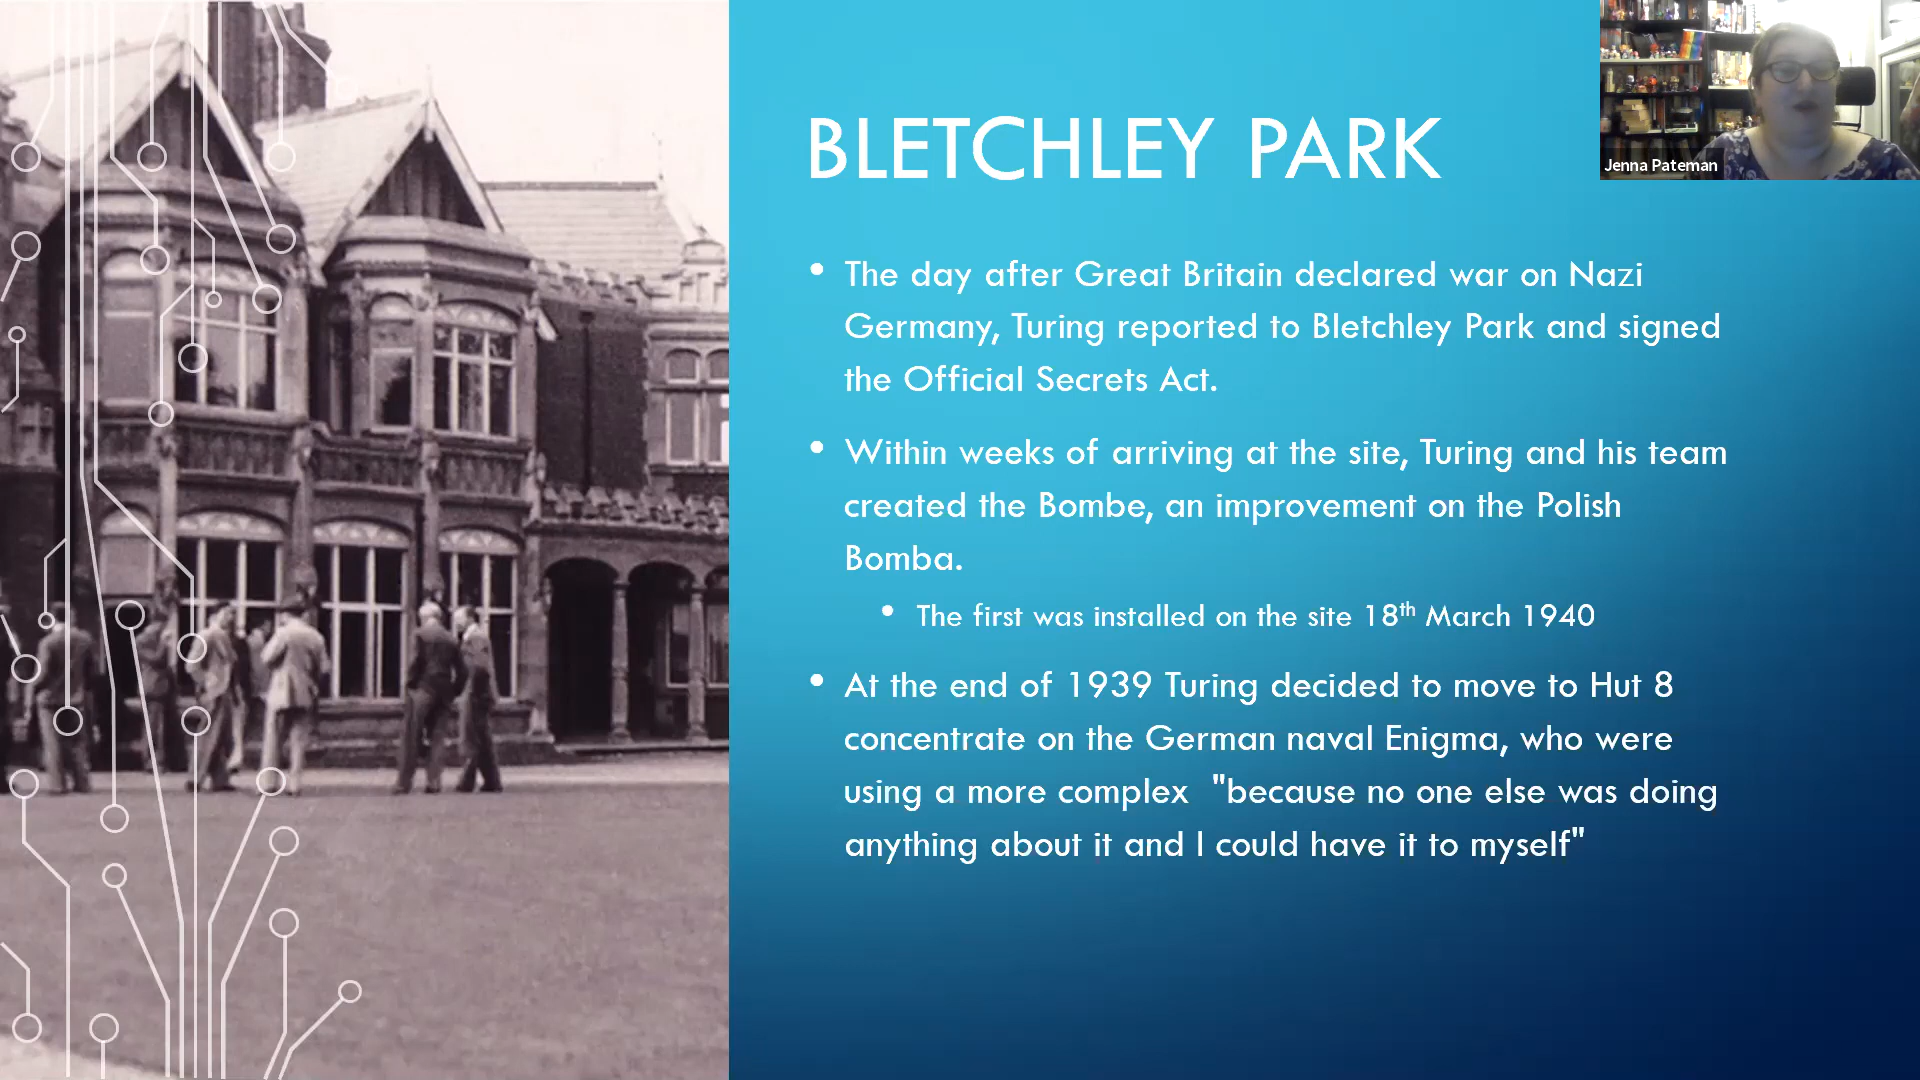 BLETCHLEY PARK
Jenna Pateman
• The day after Great Britain declared war on Nazi
Germany, Turing reported to Bletchley Park and signed
the Official Secrets Act.
• Within weeks of arriving at the site, Turing and his team
created the Bombe, an improvement on the Polish
Bomba.
• The first was installed on the site 18th March 1940
• At the end of 1939 Turing decided to move to Hut 8
concentrate on the German naval Enigma, who were
using a more complex  "because no one else was doing
anything about it and I could have it to myself"